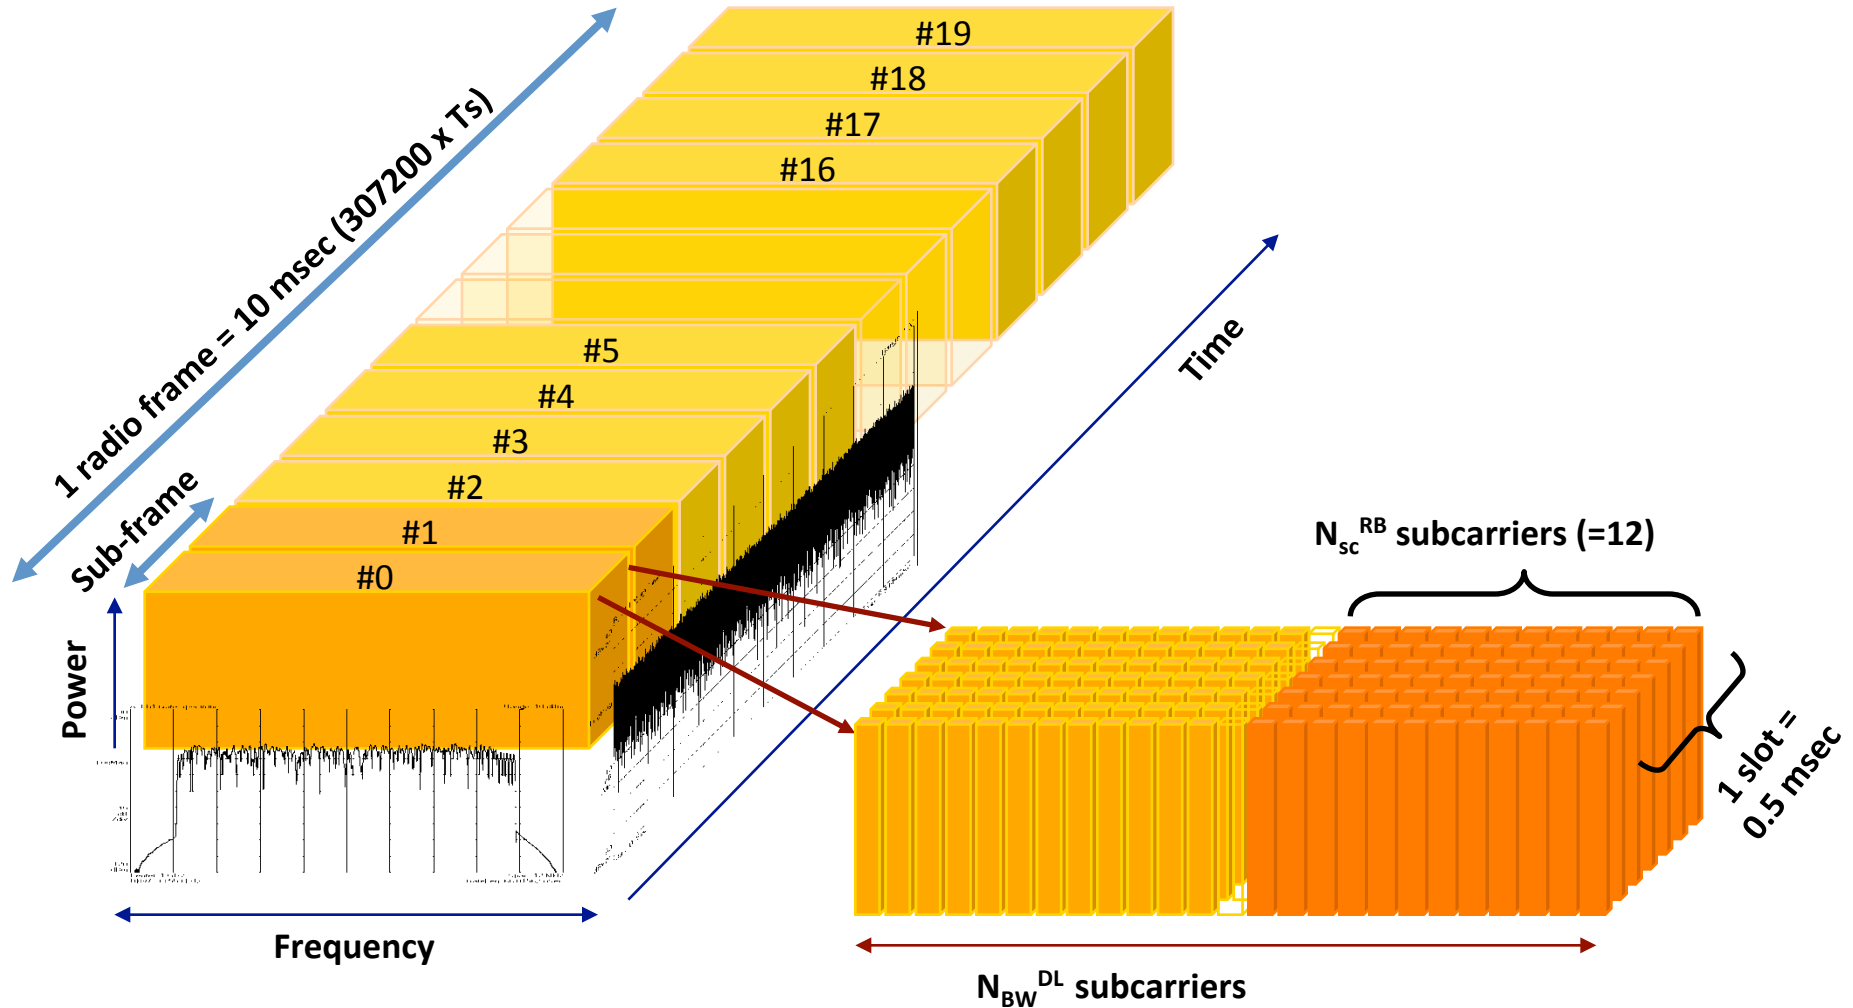 #19
#18
#17
#16
#5
#4
#3
#2
#1
#0
1 radio frame = 10 msec (307200 x Ts)
Sub-frame
Power
Frequency
Time
N_sc^RB subcarriers (=12)
1 slot =
0.5 msec
N_BW^DL subcarriers